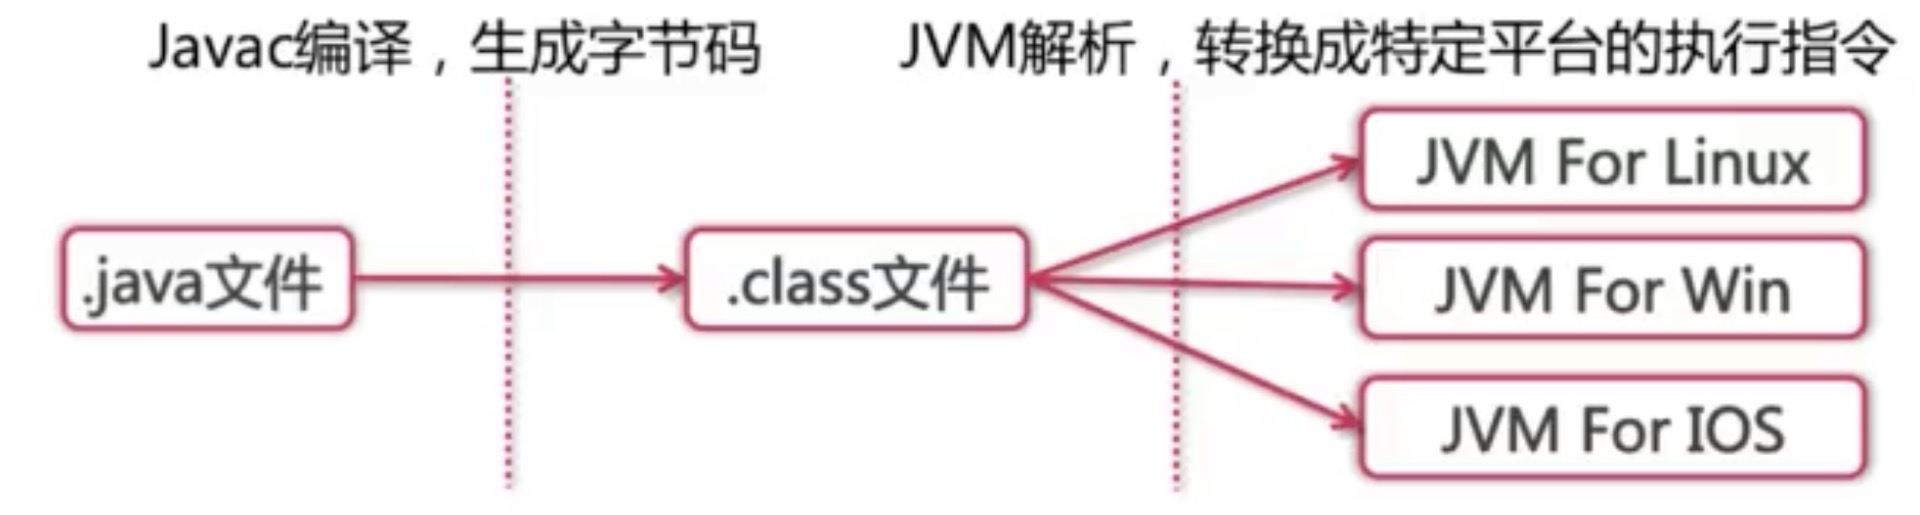 Javac编译，生成字节码
JVM解析，转换成特定平台的执行指令
.java文件
.class文件
JVM For Linux
JVM For Win
JVM For IOS